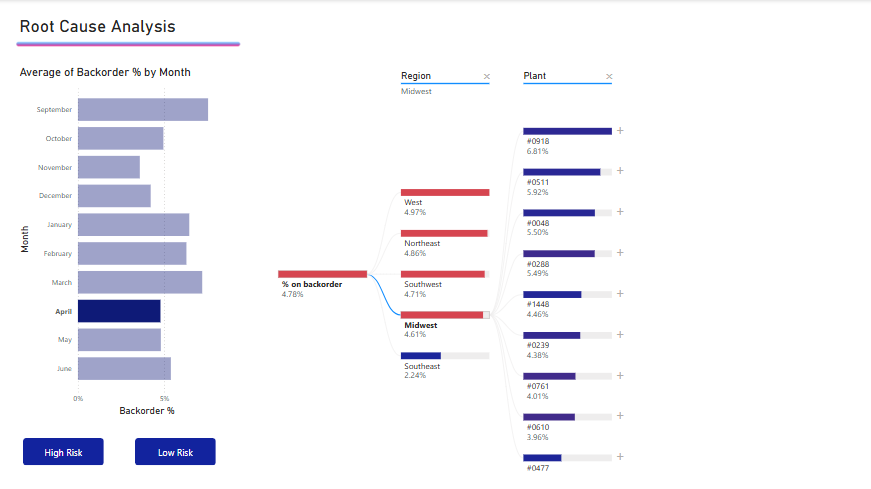 Root Cause Analysis
Average of Backorder % by Month
Month
September
October
November
December
January
February
March
April
May
June
0%
5%
Backorder %
High Risk
Low Risk
% on backorder
4.78%
Region
×
Midwest
West
4.97%
Northeast
4.86%
Southwest
4.71%
Midwest
4.61%
Southeast
2.24%
Plant
×
#0918
6.81%
+
#0511
5.92%
+
#0048
5.50%
+
#0288
5.49%
+
#1448
4.46%
+
#0239
4.38%
+
#0761
4.01%
+
#0610
3.96%
+
#0477
+